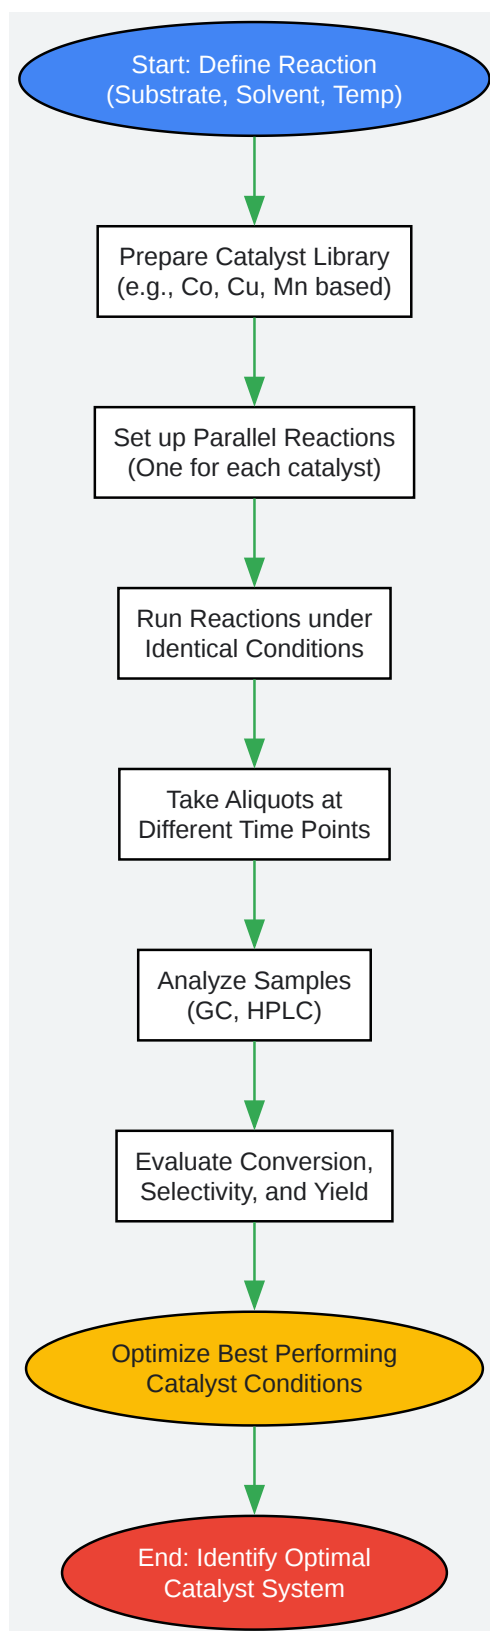 Start: Define Reaction
(Substrate, Solvent, Temp)
Prepare Catalyst Library
(e.g., Co, Cu, Mn based)
Set up Parallel Reactions
(One for each catalyst)
Run Reactions under
Identical Conditions
Take Aliquots at
Different Time Points
Analyze Samples
(GC, HPLC)
Evaluate Conversion,
Selectivity, and Yield
Optimize Best Performing
Catalyst Conditions
End: Identify Optimal
Catalyst System